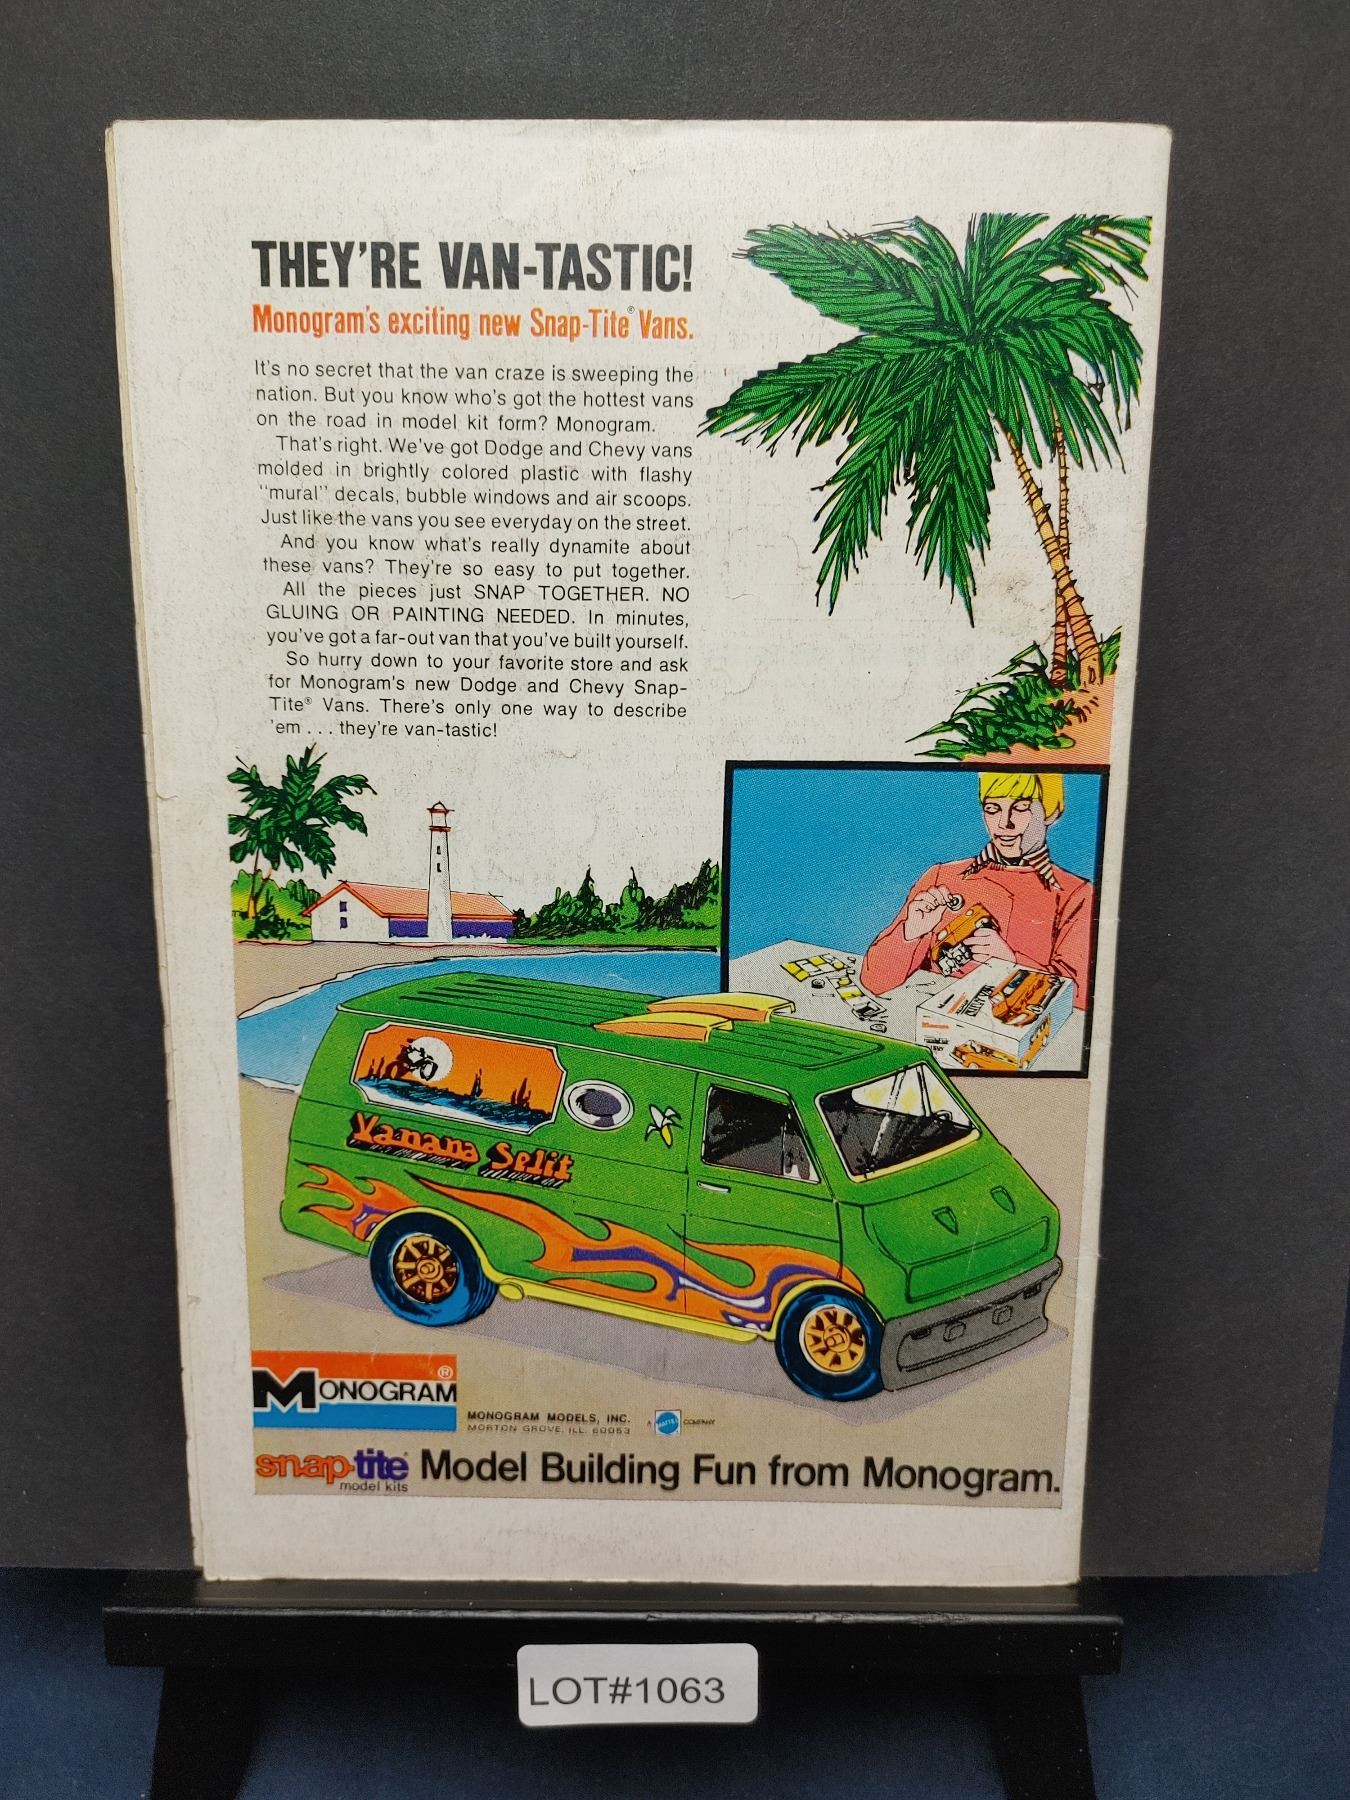 THEY'RE VAN-TASTIC!
Monogram's exciting new Snap-Tite® Vans.
It's no secret that the van craze is sweeping the
nation. But you know who's got the hottest vans
on the road in model kit form? Monogram.
That's right. We've got Dodge and Chevy vans
molded in brightly colored plastic with flashy
"mural" decals, bubble windows and air scoops.
Just like the vans you see everyday on the street.
And you know what's really dynamite about
these vans? They're so easy to put together.
All the pieces just SNAP TOGETHER. NO
GLUING OR PAINTING NEEDED. In minutes,
you've got a far-out van that you've built yourself.
So hurry down to your favorite store and ask
for Monogram's new Dodge and Chevy Snap-
Tite® Vans. There's only one way to describe
'em . . . they're van-tastic!
Vanana Split
MONOGRAM®
MONOGRAM MODELS, INC.
MORTON GROVE, ILL. 60053
A MATTEL COMPANY
snap-tite® Model Building Fun from Monogram.
model kits
LOT#1063